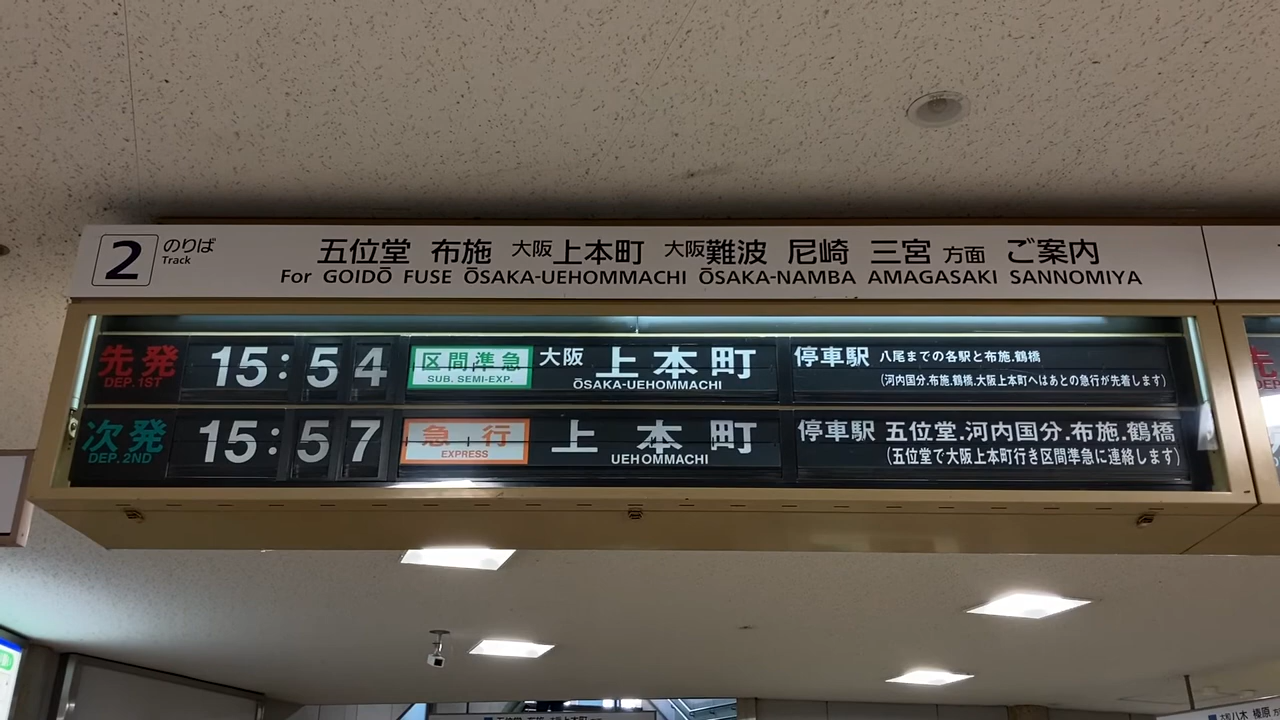 2 のりば 五位堂 布施 大阪上本町 大阪難波 尼崎 三宮 方面 ご案内
Track For GOIDŌ FUSE ŌSAKA-UEHOMMACHI ŌSAKA-NAMBA AMAGASAKI SANNOMIYA
先発 15:54 区間準急 大阪 上本町 停車駅 八尾までの各駅と布施.鶴橋
DEP. 1ST SUB. SEMI-EXP. ŌSAKA-UEHOMMACHI (河内国分.布施.鶴橋.大阪上本町へはあとの急行が先着します)
次発 15:57 急行 上本町 停車駅 五位堂.河内国分.布施.鶴橋
DEP. 2ND EXPRESS UEHOMMACHI (五位堂で大阪上本町行き区間準急に連絡します)